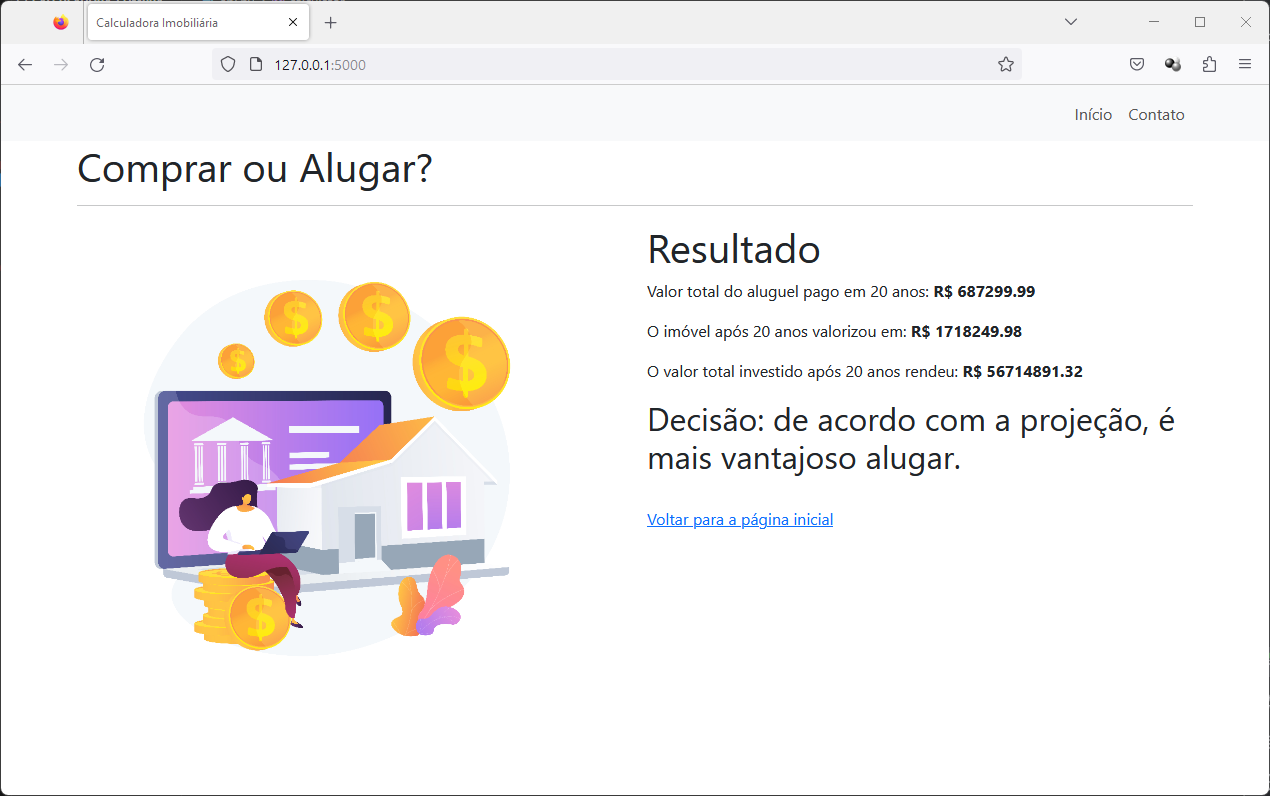 Calculadora Imobiliária
127.0.0.1:5000
Início Contato
Comprar ou Alugar?
Resultado
Valor total do aluguel pago em 20 anos: R$ 687299.99
O imóvel após 20 anos valorizou em: R$ 1718249.98
O valor total investido após 20 anos rendeu: R$ 56714891.32
Decisão: de acordo com a projeção, é
mais vantajoso alugar.
Voltar para a página inicial
$
$
$
$
$